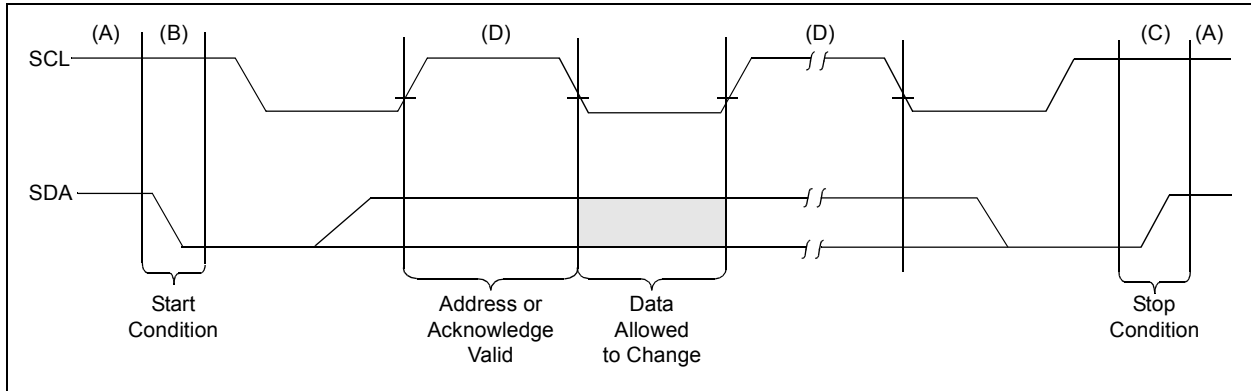 (A) (B) (D) (D) (C) (A)
SCL
SDA
Start
Condition
Address or
Acknowledge
Valid
Data
Allowed
to Change
Stop
Condition